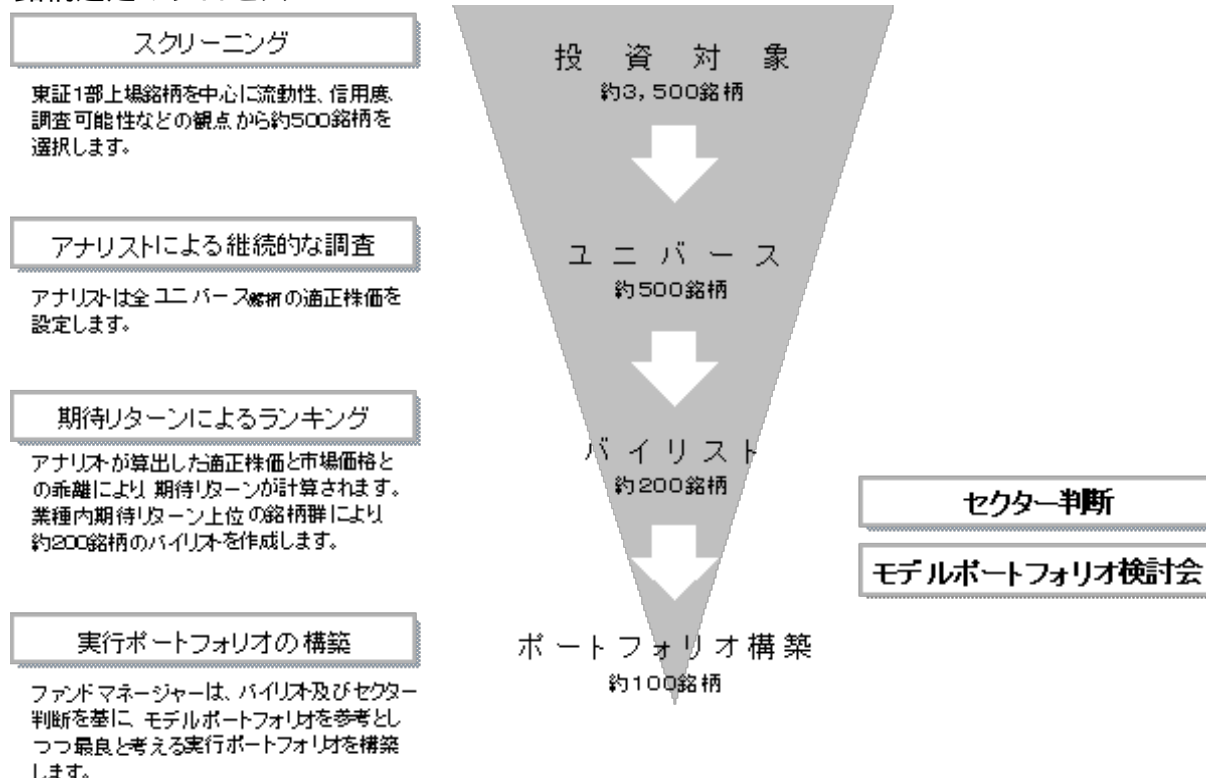 スクリーニング
東証1部上場銘柄を中心に流動性、信用度、
調査可能性などの観点から約500銘柄を
選択します。
アナリストによる継続的な調査
アナリストは全ユニバース銘柄の適正株価を
設定します。
期待リターンによるランキング
アナリストが算出した適正株価と市場価格と
の乖離により期待リターンが計算されます。
業種内期待リターン上位の銘柄群により
約200銘柄のバイリストを作成します。
実行ポートフォリオの構築
ファンドマネージャーは、バイリスト及びセクター
判断を基に、モデルポートフォリオを参考とし
つつ最良と考える実行ポートフォリオを構築
します。
投資対象
約3,500銘柄
ユニバース
約500銘柄
バイリスト
約200銘柄
ポートフォリオ構築
約100銘柄
セクター判断
モデルポートフォリオ検討会